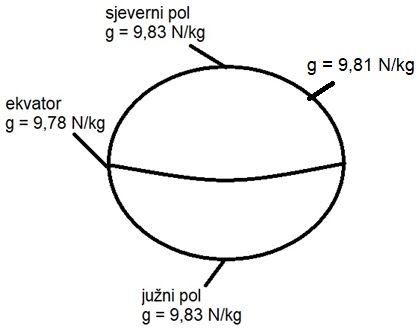 sjeverni pol
g = 9,83 N/kg
g = 9,81 N/kg
ekvator
g = 9,78 N/kg
južni pol
g = 9,83 N/kg